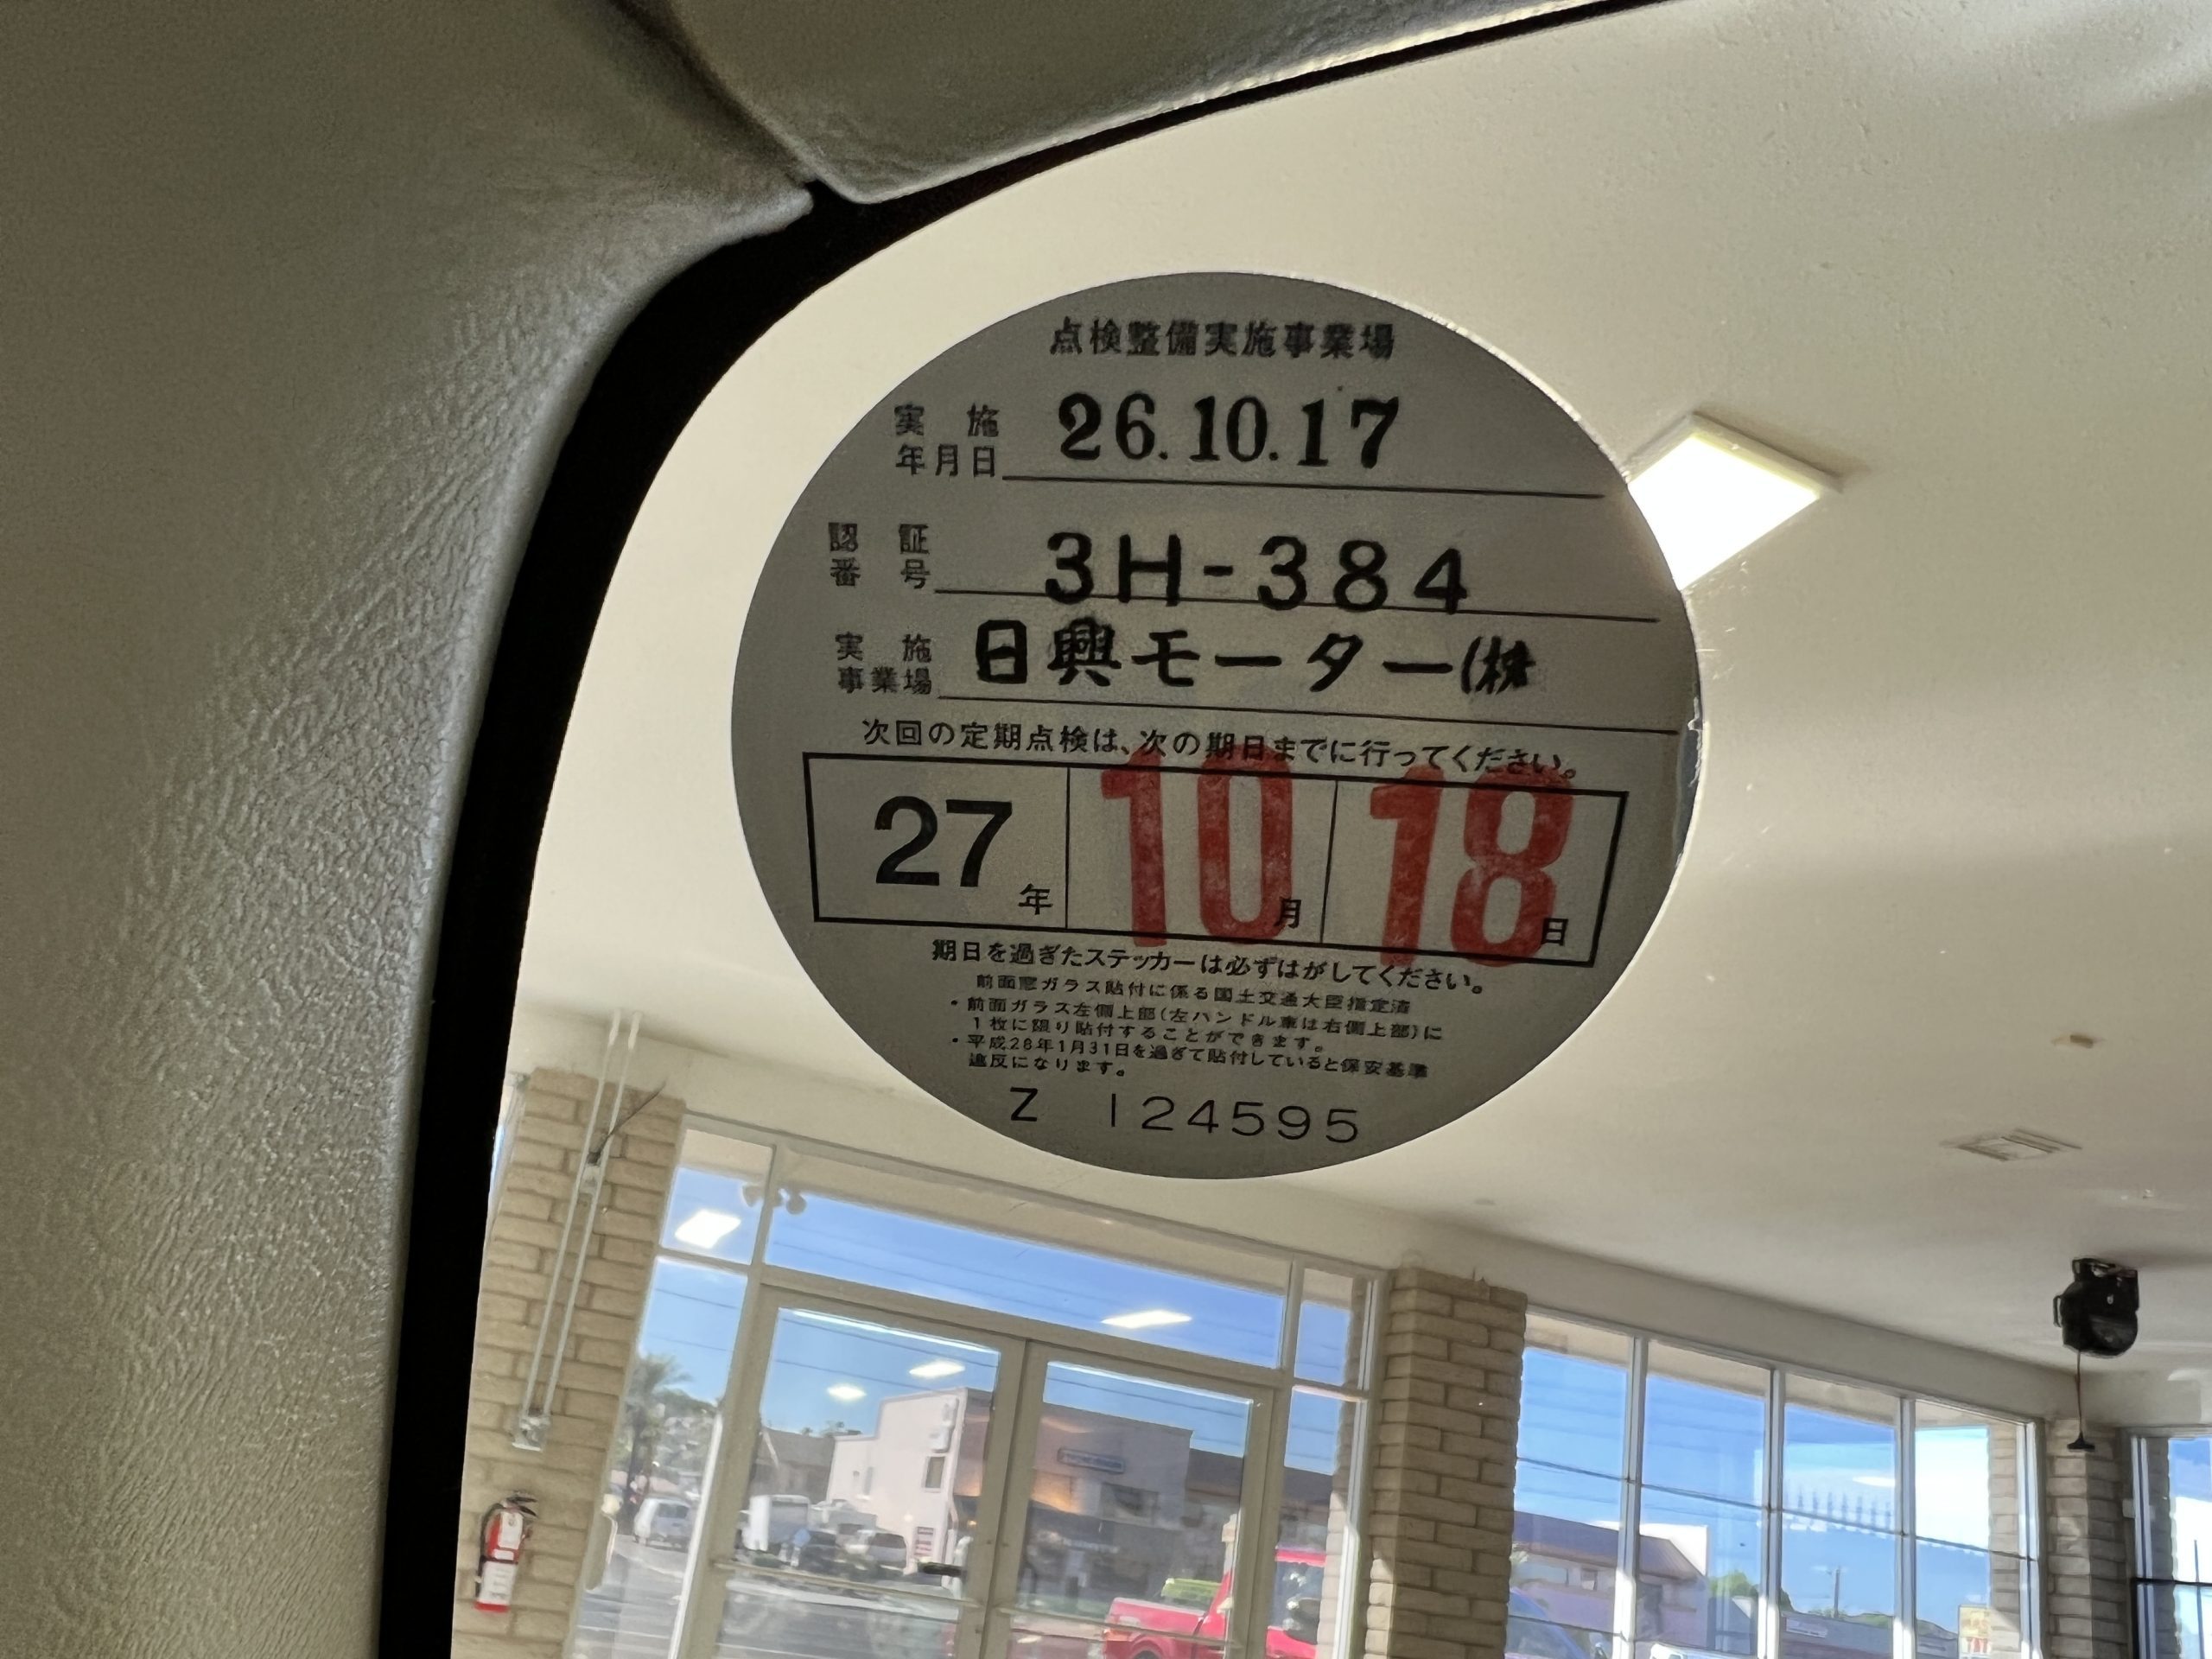 点検整備実施事業場
実施年月日 26.10.17
認証番号 3H-384
実施事業場 日興モーター(株
次回の定期点検は、次の期日までに行ってください。
27年 10月 18日
期日を過ぎたステッカーは必ずはがしてください。
前面窓ガラス貼付に係る国土交通大臣指定済
・前面ガラス左側上部(左ハンドル車は右側上部)に
1枚に限り貼付することができます。
・平成28年1月31日を過ぎて貼付していると保安基準
違反になります。
Z 124595